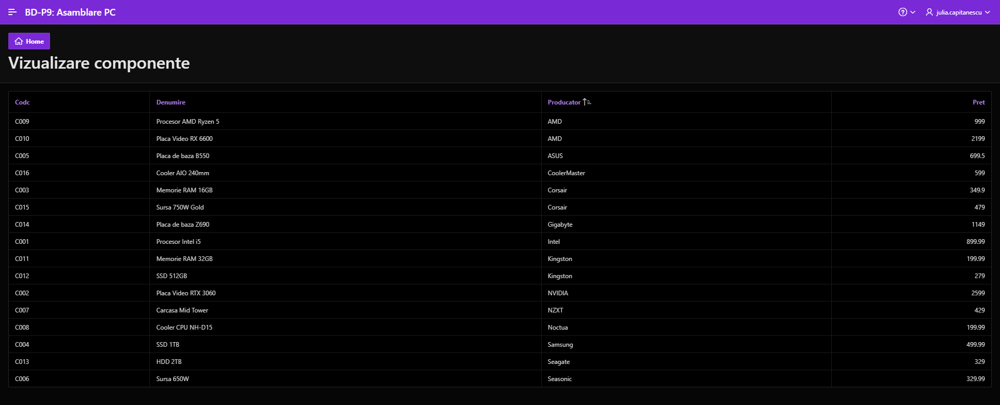 BD-P9: Asamblare PC
julia.capitanescu
Home
Vizualizare componente
Codc Denumire Producator Pret
C009 Procesor AMD Ryzen 5 AMD 999
C010 Placa Video RX 6600 AMD 2199
C005 Placa de baza B550 ASUS 699.5
C016 Cooler AIO 240mm CoolerMaster 599
C003 Memorie RAM 16GB Corsair 349.9
C015 Sursa 750W Gold Corsair 479
C014 Placa de baza Z690 Gigabyte 1149
C001 Procesor Intel i5 Intel 899.99
C011 Memorie RAM 32GB Kingston 199.99
C012 SSD 512GB Kingston 279
C002 Placa Video RTX 3060 NVIDIA 2599
C007 Carcasa Mid Tower NZXT 429
C008 Cooler CPU NH-D15 Noctua 199.99
C004 SSD 1TB Samsung 499.99
C013 HDD 2TB Seagate 329
C006 Sursa 650W Seasonic 329.99